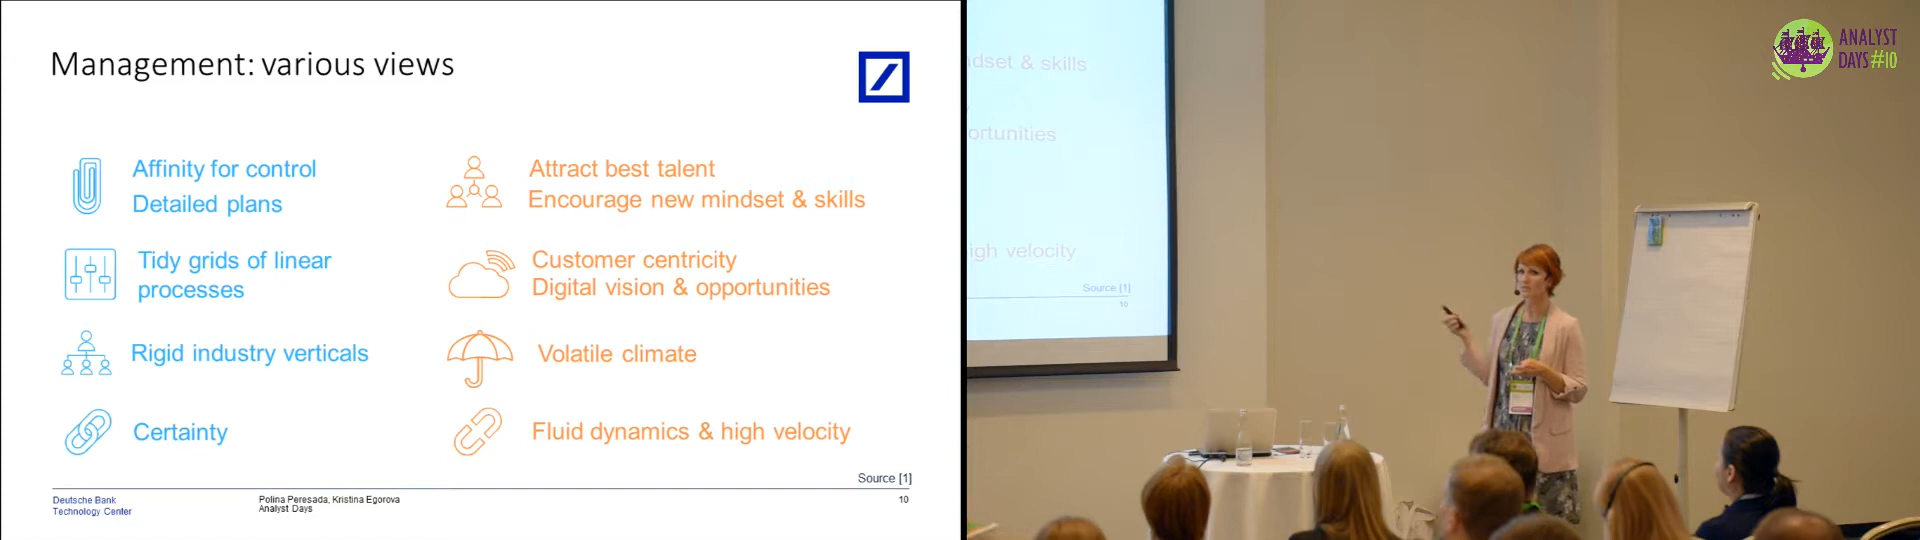 Management: various views
Affinity for control
Detailed plans
Tidy grids of linear
processes
Rigid industry verticals
Certainty
Attract best talent
Encourage new mindset & skills
Customer centricity
Digital vision & opportunities
Volatile climate
Fluid dynamics & high velocity
Source [1]
Deutsche Bank
Technology Center
Polina Peresada, Kristina Egorova
Analyst Days
10
dset & skills
ortunities
igh velocity
Source [1]
10
ANALYST
DAYS #10